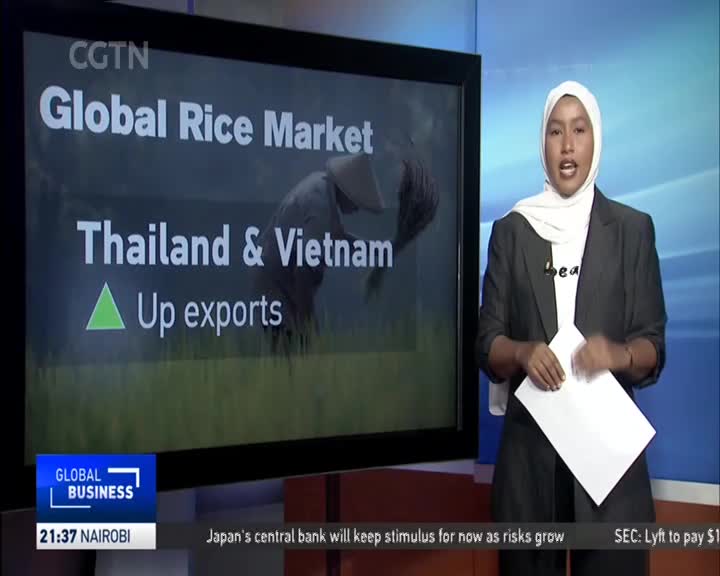 CGTN
Global Rice Market
Thailand & Vietnam
Up exports
GLOBAL
BUSINESS
21:37 NAIROBI
Japan's central bank will keep stimulus for now as risks grow
SEC: Lyft to pay $1